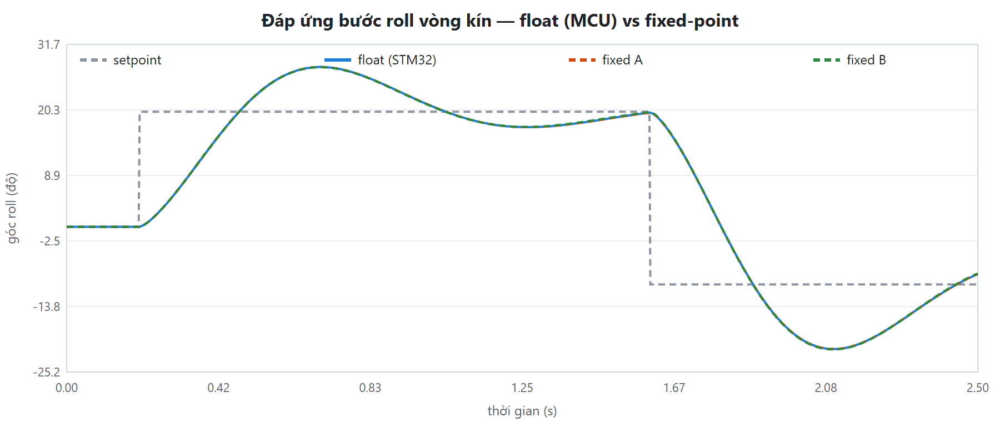 Đáp ứng bước roll vòng kín — float (MCU) vs fixed-point
setpoint
float (STM32)
fixed A
fixed B
31.7
20.3
8.9
-2.5
-13.8
-25.2
góc roll (độ)
0.00
0.42
0.83
1.25
1.67
2.08
2.50
thời gian (s)